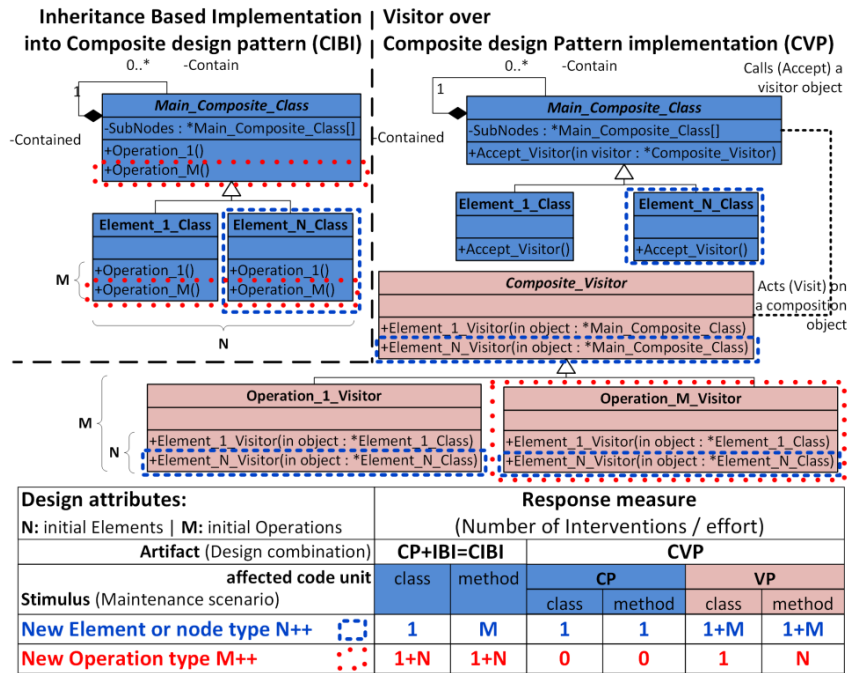 Inheritance Based Implementation
into Composite design pattern (CIBI)
0..* -Contain
1
Main_Composite_Class
-SubNodes : *Main_Composite_Class[]
-Contained
+Operation_1()
+Operation_M()
Element_1_Class
Element_N_Class
M
+Operation_1()
+Operation_M()
+Operation_1()
+Operation_M()
N
Visitor over
Composite design Pattern implementation (CVP)
0..* -Contain
Calls (Accept) a
visitor object
1
Main_Composite_Class
-SubNodes : *Main_Composite_Class[]
-Contained
+Accept_Visitor(in visitor : *Composite_Visitor)
Element_1_Class
Element_N_Class
+Accept_Visitor()
+Accept_Visitor()
Composite_Visitor
Acts (Visit) on
a composition
object
+Element_1_Visitor(in object : *Main_Composite_Class)
+Element_N_Visitor(in object : *Main_Composite_Class)
M
Operation_1_Visitor
Operation_M_Visitor
N
+Element_1_Visitor(in object : *Element_1_Class)
+Element_N_Visitor(in object : *Element_N_Class)
+Element_1_Visitor(in object : *Element_1_Class)
+Element_N_Visitor(in object : *Element_N_Class)
Design attributes:
N: initial Elements | M: initial Operations
Response measure
(Number of Interventions / effort)
Artifact (Design combination) CP+IBI=CIBI CVP
affected code unit class method CP VP
Stimulus (Maintenance scenario) class method class method
New Element or node type N++ 1 M 1 1 1+M 1+M
New Operation type M++ 1+N 1+N 0 0 1 N